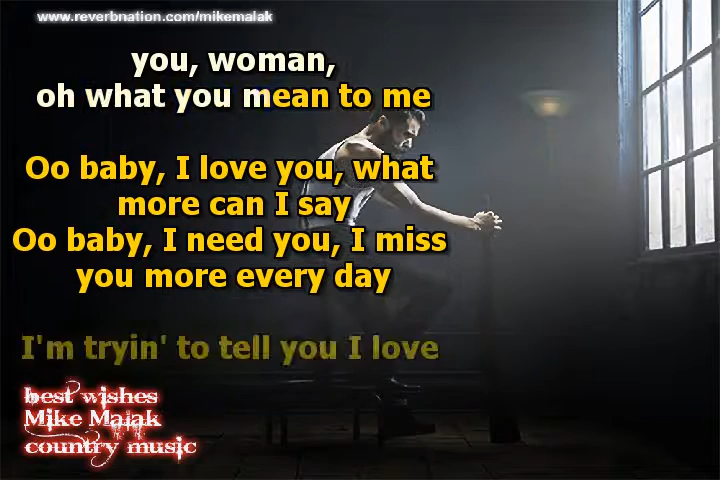 www.reverbnation.com/mikemalak
you, woman,
oh what you mean to me
Oo baby, I love you, what
more can I say
Oo baby, I need you, I miss
you more every day
I'm tryin' to tell you I love
best wishes
Mike Malak
country music